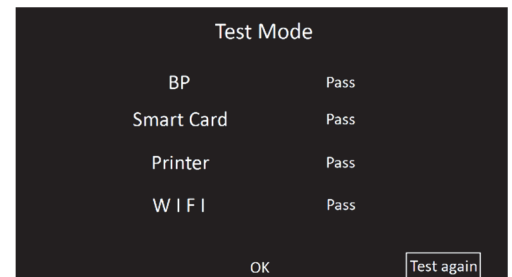 Test Mode
BP Pass
Smart Card Pass
Printer Pass
W I F I Pass
OK Test again